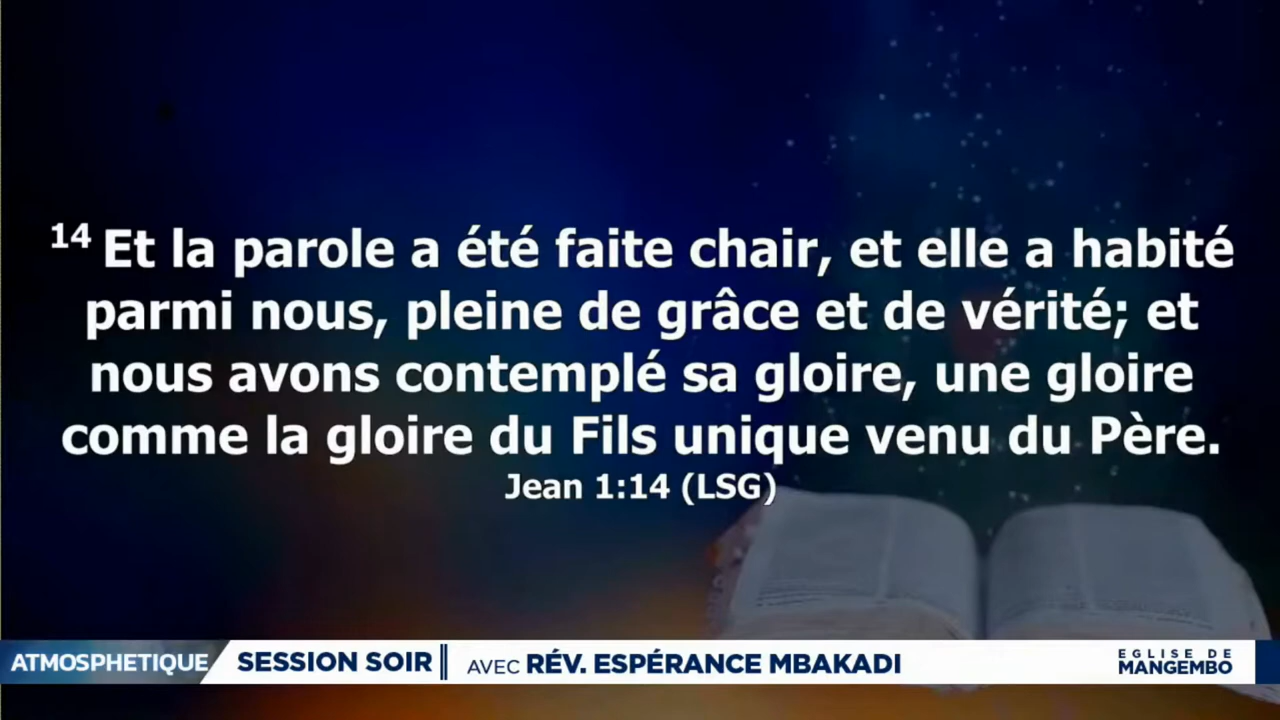 14 Et la parole a été faite chair, et elle a habité
parmi nous, pleine de grâce et de vérité; et
nous avons contemplé sa gloire, une gloire
comme la gloire du Fils unique venu du Père.
Jean 1:14 (LSG)
ATMOSPHETIQUE
SESSION SOIR
AVEC RÉV. ESPÉRANCE MBAKADI
EGLISE DE
MANGEMBO